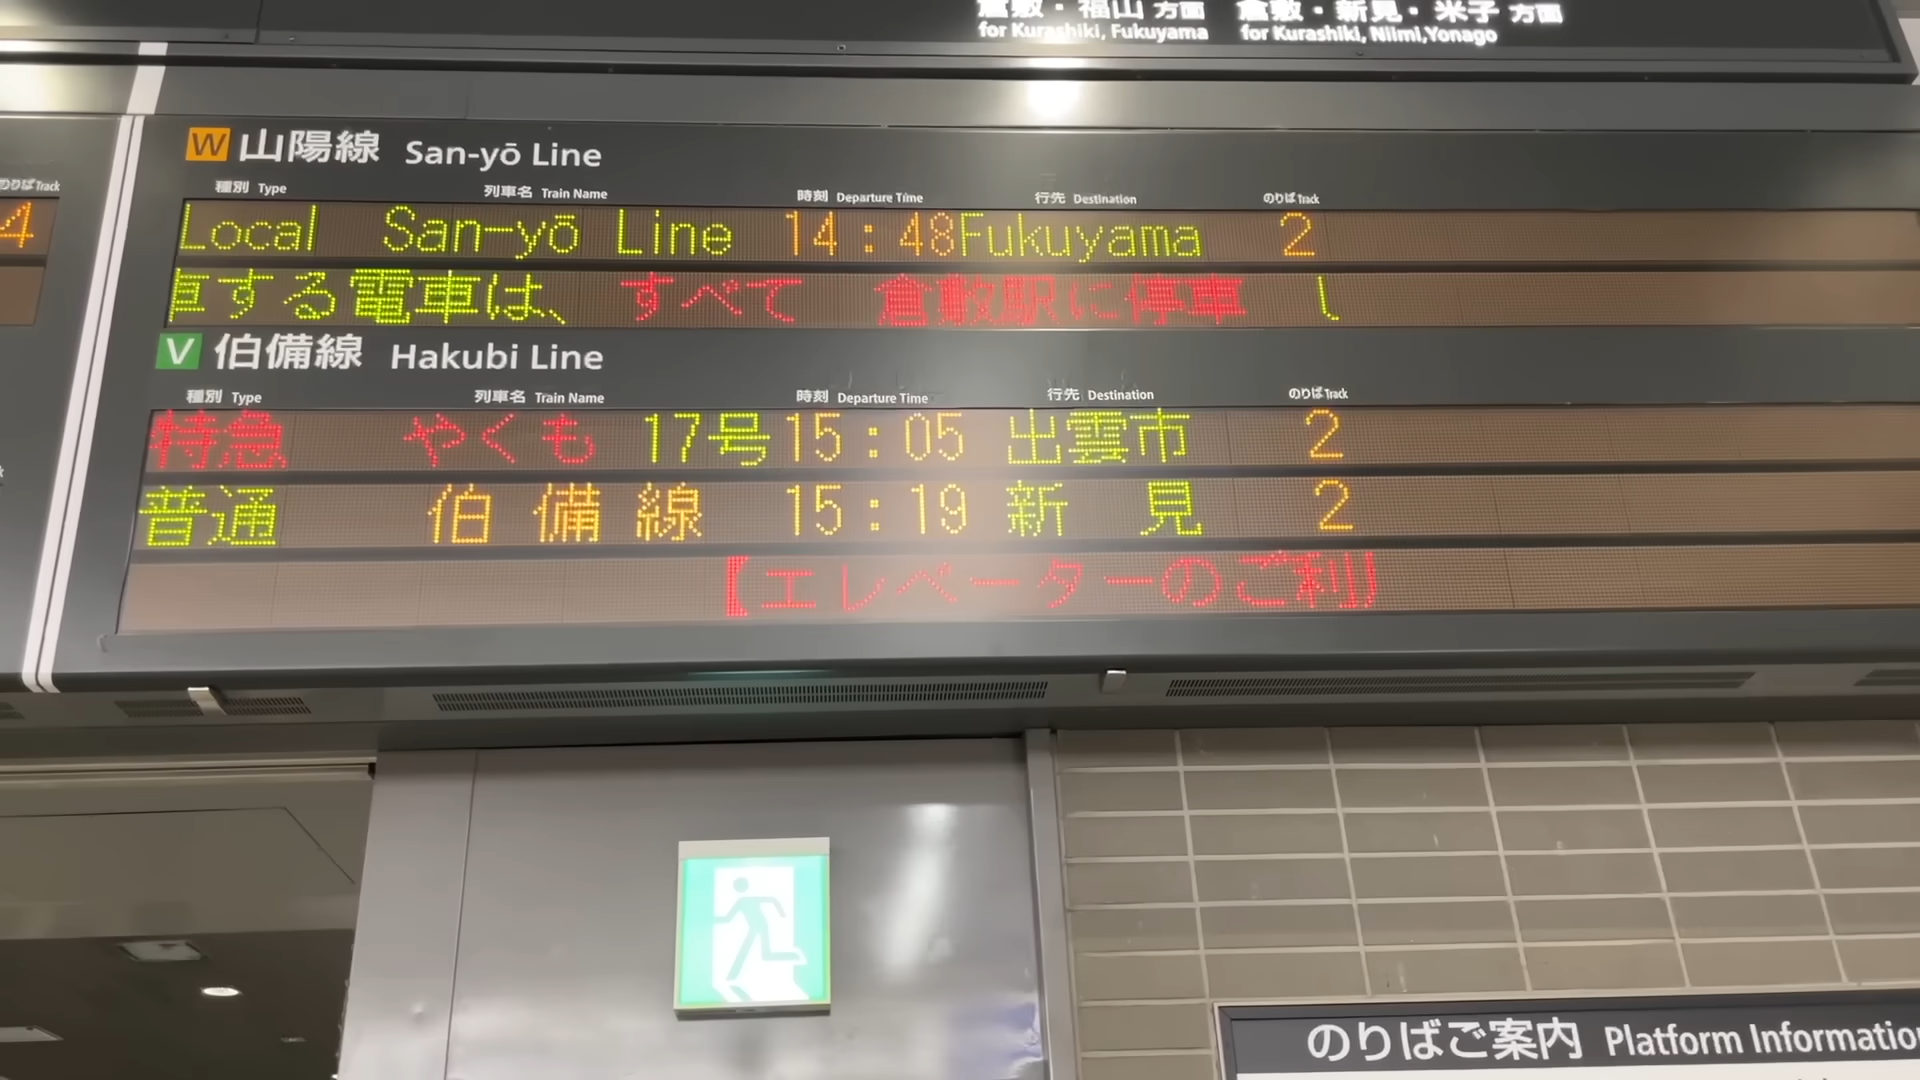 倉敷・福山 方面 倉敷・新見・米子 方面
for Kurashiki, Fukuyama for Kurashiki, Niimi,Yonago
W 山陽線 San-yō Line
のりば Track
種別 Type 列車名 Train Name 時刻 Departure Time 行先 Destination のりば Track
4
Local San-yō Line 14:48 Fukuyama 2
車する電車は、すべて 倉敷駅に停車 し
V 伯備線 Hakubi Line
種別 Type 列車名 Train Name 時刻 Departure Time 行先 Destination のりば Track
特急 やくも 17号 15:05 出雲市 2
普通 伯備線 15:19 新見 2
【エレベーターのご利
のりばご案内 Platform Informatio